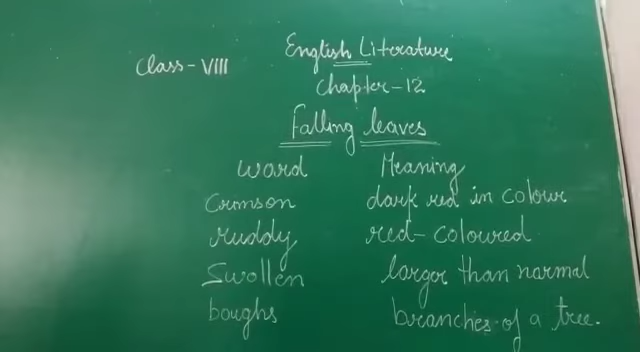 English Literature
Class-VIII
Chapter-12
Falling leaves
Word Meaning
Crimson dark red in colour
ruddy red-coloured
Swollen larger than normal
boughs branches of a tree.